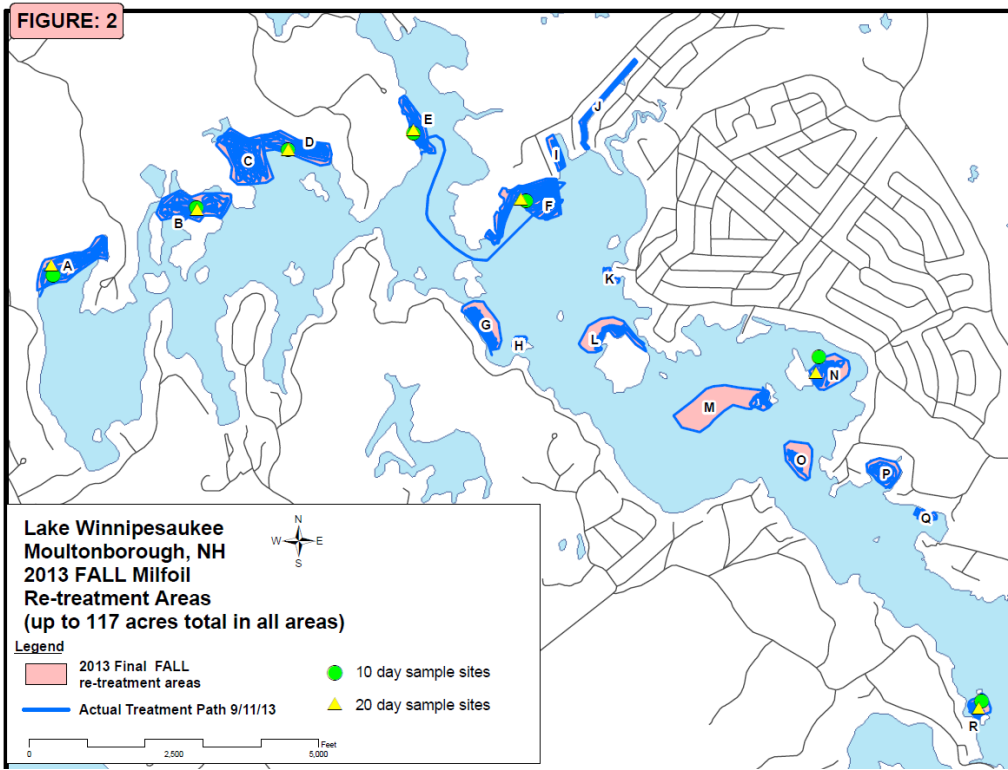 FIGURE: 2
J
E
D
I
C
F
B
A
K
G
H
L
N
M
O
P
Q
R
Lake Winnipesaukee
Moultonborough, NH
2013 FALL Milfoil
Re-treatment Areas
(up to 117 acres total in all areas)
N
W E
S
Legend
2013 Final FALL
re-treatment areas
10 day sample sites
Actual Treatment Path 9/11/13
20 day sample sites
Feet
0 2,500 5,000